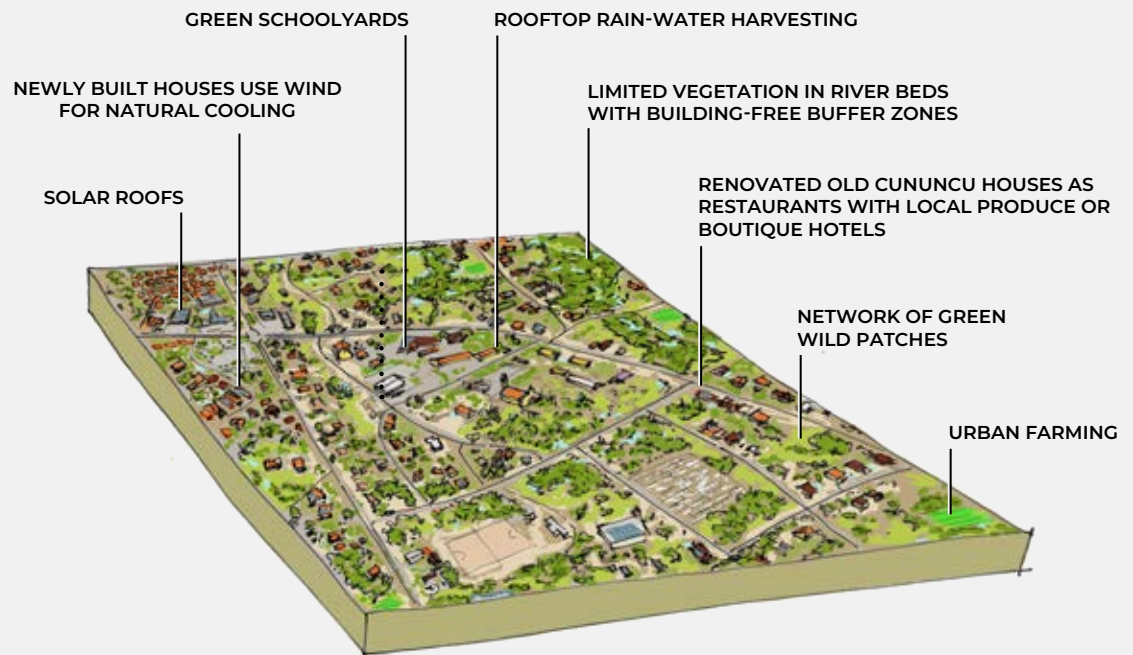 GREEN SCHOOLYARDS
ROOFTOP RAIN-WATER HARVESTING
NEWLY BUILT HOUSES USE WIND
FOR NATURAL COOLING
LIMITED VEGETATION IN RIVER BEDS
WITH BUILDING-FREE BUFFER ZONES
SOLAR ROOFS
RENOVATED OLD CUNUNCU HOUSES AS
RESTAURANTS WITH LOCAL PRODUCE OR
BOUTIQUE HOTELS
NETWORK OF GREEN
WILD PATCHES
URBAN FARMING